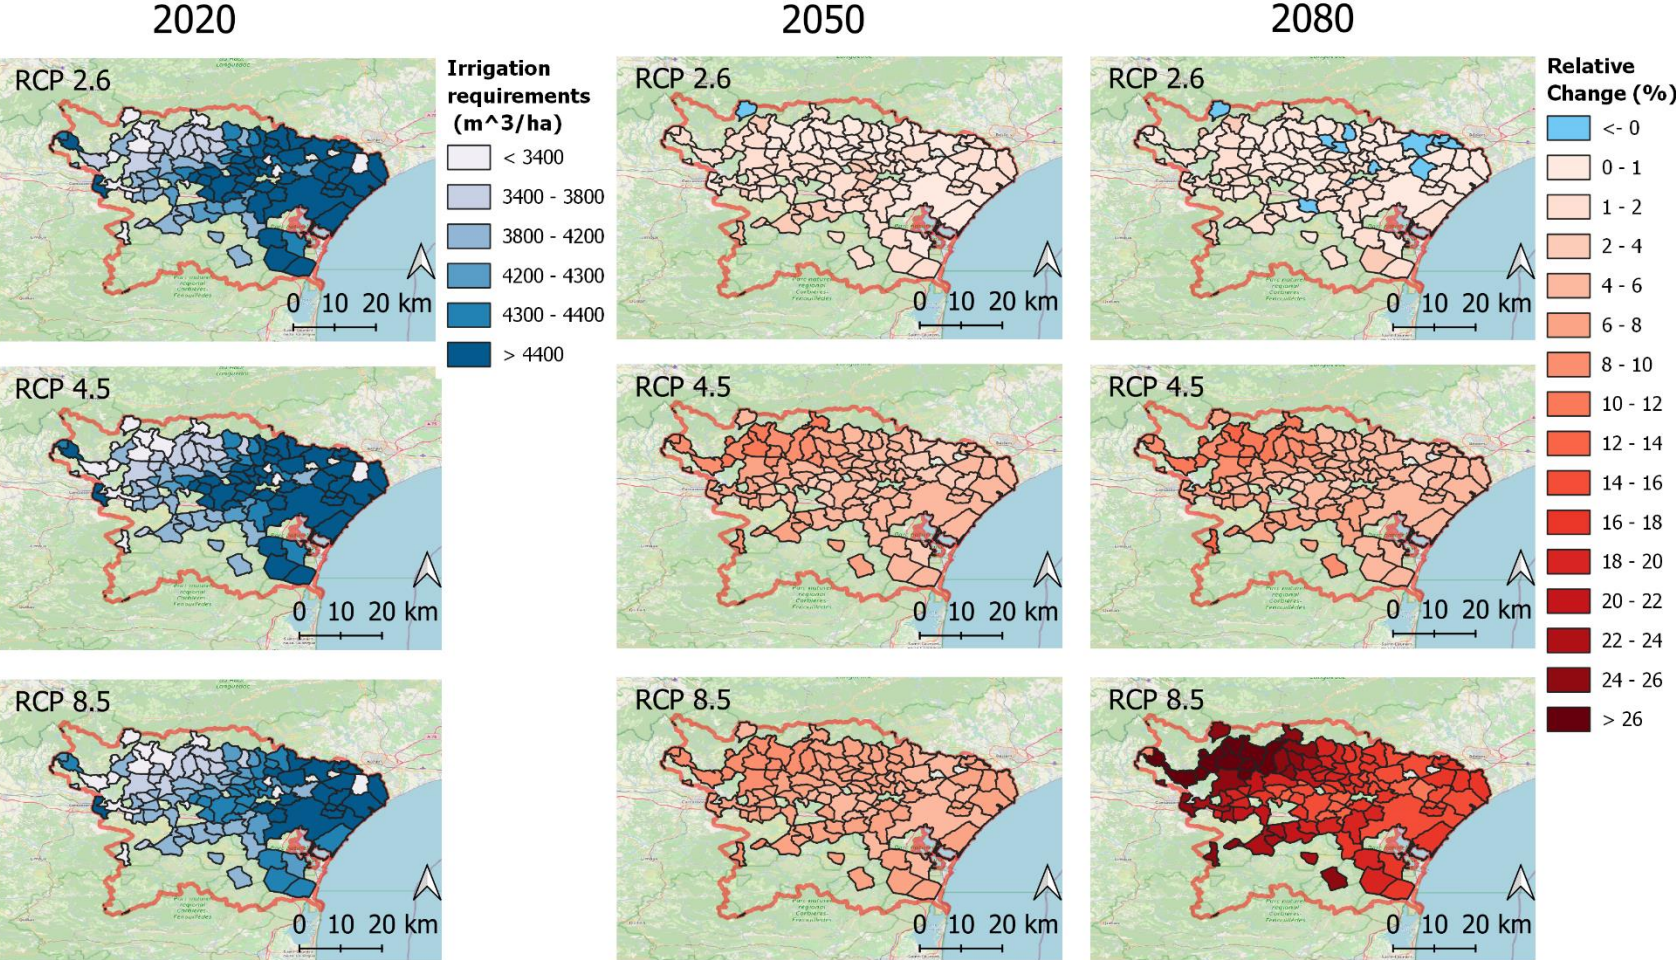 2020
2050
2080
RCP 2.6
Irrigation
requirements
(m^3/ha)
< 3400
3400 - 3800
3800 - 4200
4200 - 4300
4300 - 4400
> 4400
0 10 20 km
RCP 2.6
0 10 20 km
RCP 2.6
0 10 20 km
Relative
Change (%)
<- 0
0 - 1
1 - 2
2 - 4
4 - 6
6 - 8
8 - 10
10 - 12
12 - 14
14 - 16
16 - 18
18 - 20
20 - 22
22 - 24
24 - 26
> 26
RCP 4.5
0 10 20 km
RCP 4.5
0 10 20 km
RCP 4.5
0 10 20 km
RCP 8.5
0 10 20 km
RCP 8.5
0 10 20 km
RCP 8.5
0 10 20 km